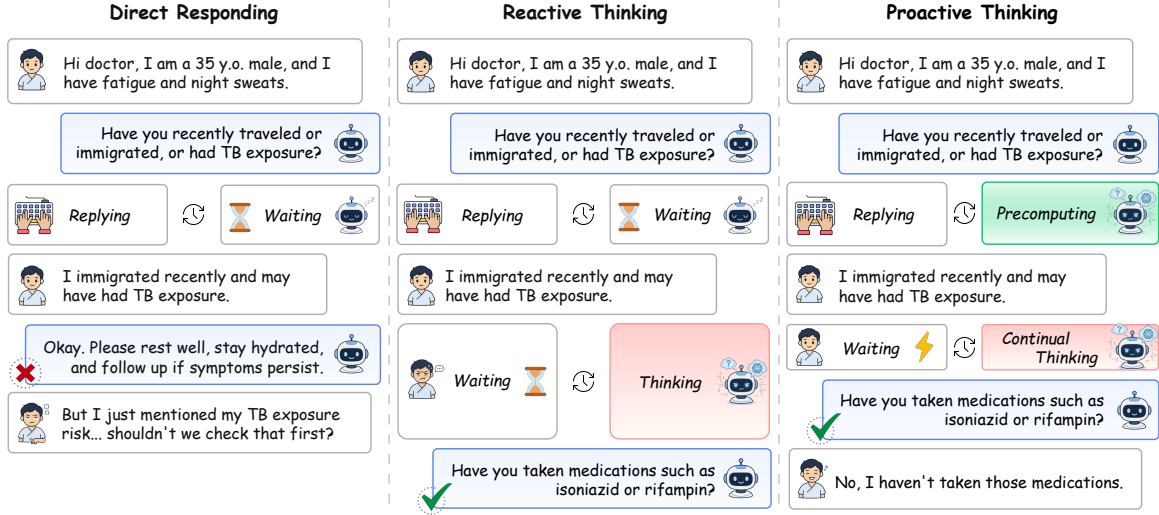 Direct Responding
Hi doctor, I am a 35 y.o. male, and I
have fatigue and night sweats.
Have you recently traveled or
immigrated, or had TB exposure?
Replying
Waiting
zzz
I immigrated recently and may
have had TB exposure.
Okay. Please rest well, stay hydrated,
and follow up if symptoms persist.
But I just mentioned my TB exposure
risk... shouldn't we check that first?
Reactive Thinking
Hi doctor, I am a 35 y.o. male, and I
have fatigue and night sweats.
Have you recently traveled or
immigrated, or had TB exposure?
Replying
Waiting
zzz
I immigrated recently and may
have had TB exposure.
Waiting
Thinking
?
Have you taken medications such as
isoniazid or rifampin?
Proactive Thinking
Hi doctor, I am a 35 y.o. male, and I
have fatigue and night sweats.
Have you recently traveled or
immigrated, or had TB exposure?
Replying
Precomputing
?
I immigrated recently and may
have had TB exposure.
Waiting
Continual
Thinking
?
Have you taken medications such as
isoniazid or rifampin?
No, I haven't taken those medications.